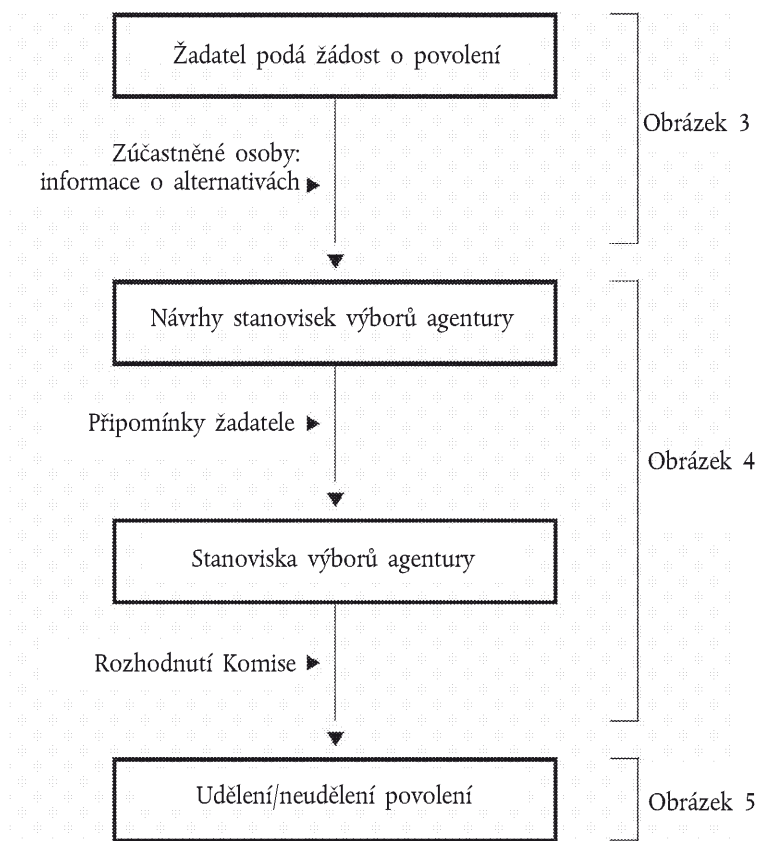 Žadatel podá žádost o povolení
Obrázek 3
Zúčastněné osoby:
informace o alternativách
Návrhy stanovisek výborů agentury
Připomínky žadatele
Obrázek 4
Stanoviska výborů agentury
Rozhodnutí Komise
Udělení/neudělení povolení
Obrázek 5